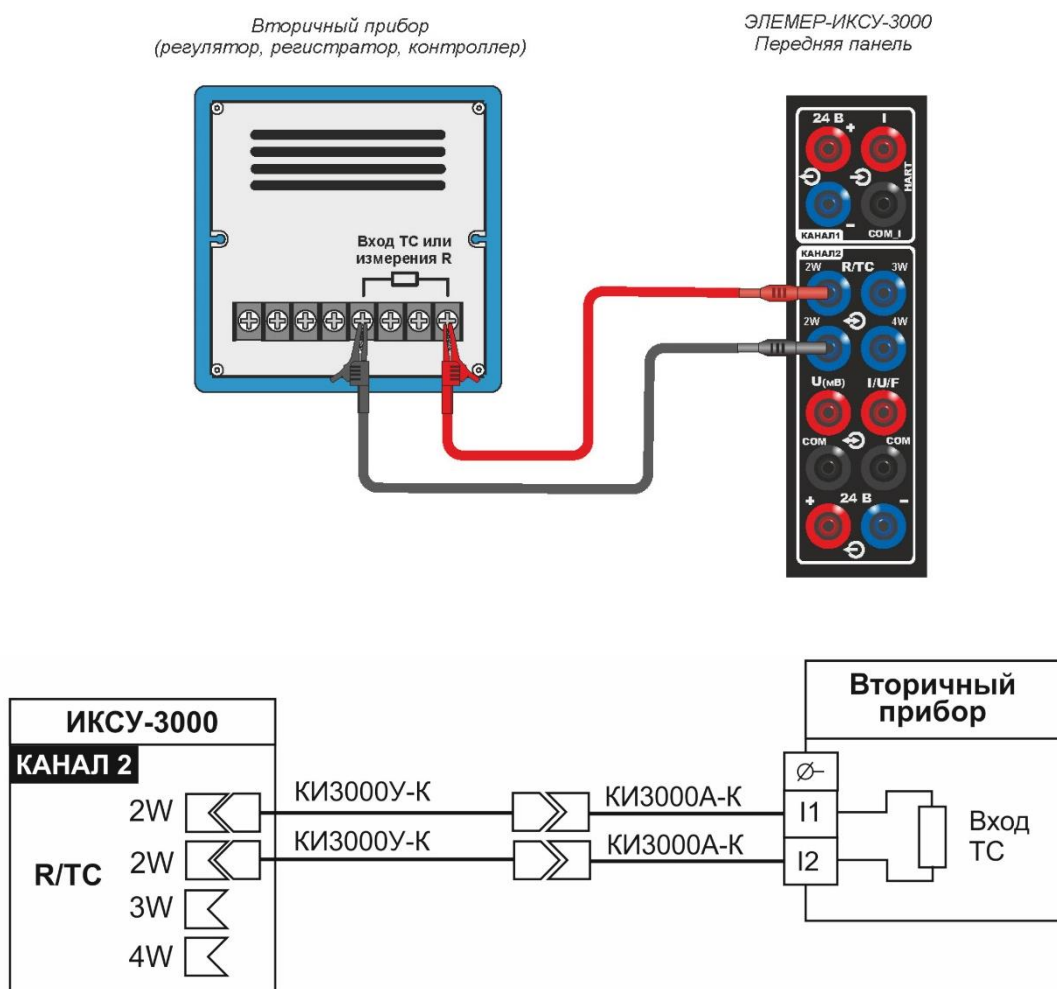 Вторичный прибор
(регулятор, регистратор, контроллер)
ЭЛЕМЕР-ИКСУ-3000
Передняя панель
Вход ТС или
измерения R
24 В + I
HART
- COM_I
КАНАЛ1
КАНАЛ2
2W R/TC 3W
2W 4W
U(мВ) I/U/F
COM COM
+ 24 В -
ИКСУ-3000
КАНАЛ 2
R/TC
2W
2W
3W
4W
КИ3000У-К
КИ3000У-К
КИ3000А-К
КИ3000А-К
Вторичный
прибор
I1
I2
Вход
ТС